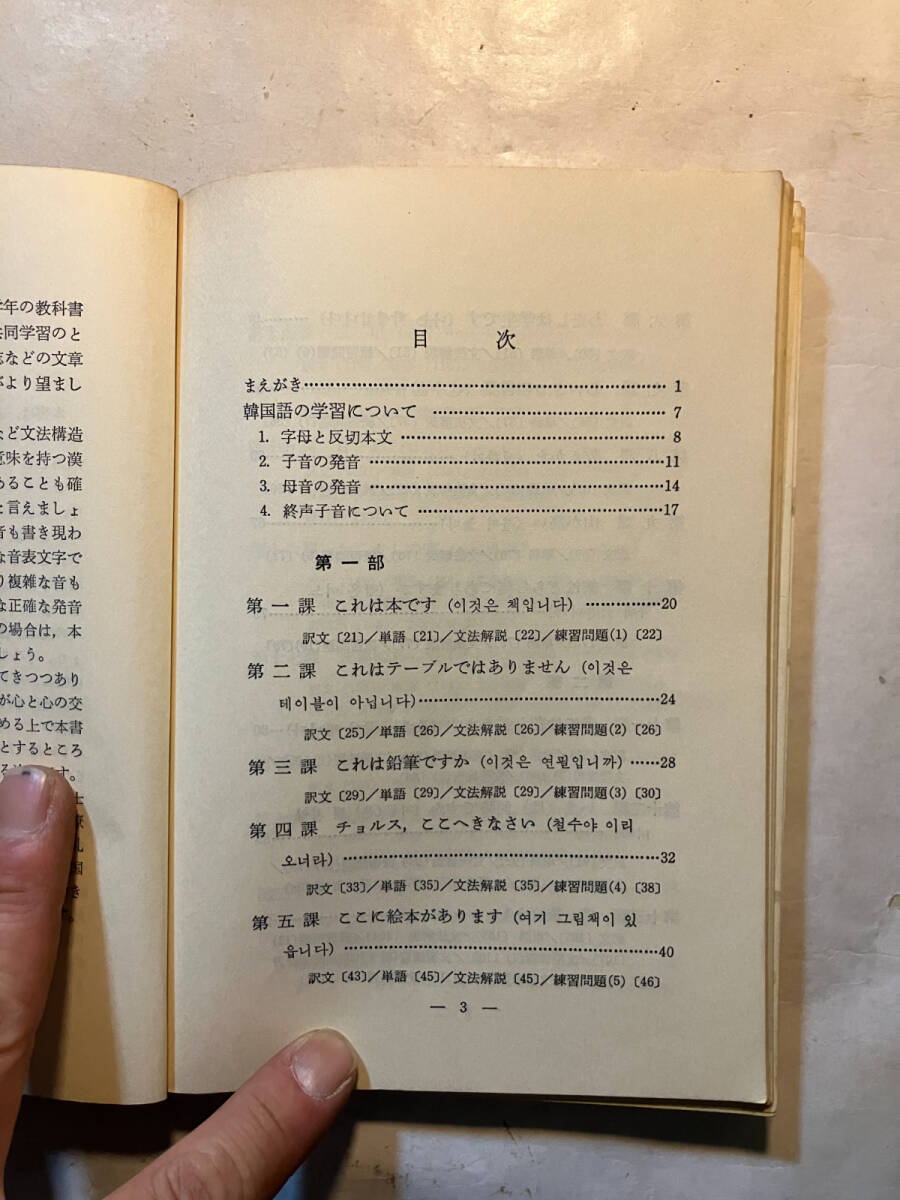 学年の教科書
共同学習のと
志などの文章
がより望まし
など文法構造
意味を持つ漢
あることも確
と言えましょ
音も書き現わ
な音表文字で
り複雑な音も
な正確な発音
の場合は,本
しょう。
てきつつあり
が心と心の交
める上で本書
とするところ
す。
目 次
まえがき…………………………………………………………… 1
韓国語の学習について ……………………………………… 7
1. 字母と反切本文 ………………………………………… 8
2. 子音の発音 ………………………………………………11
3. 母音の発音 ………………………………………………14
4. 終声子音について ………………………………………17
第 一 部
第 一 課 これは本です (이것은 책입니다) ……………20
訳文〔21〕/単語〔21〕/文法解説〔22〕/練習問題(1)〔22〕
第 二 課 これはテーブルではありません (이것은
테이블이 아닙니다)………………………………………24
訳文〔25〕/単語〔26〕/文法解説〔26〕/練習問題(2)〔26〕
第 三 課 これは鉛筆ですか (이것은 연필입니까) ……28
訳文〔29〕/単語〔29〕/文法解説〔29〕/練習問題(3)〔30〕
第 四 課 チョルス, ここへきなさい (철수야 이리
오너라) ……………………………………………………32
訳文〔33〕/単語〔35〕/文法解説〔35〕/練習問題(4)〔38〕
第 五 課 ここに絵本があります (여기 그림책이 있
읍니다) ……………………………………………………40
訳文〔43〕/単語〔45〕/文法解説〔45〕/練習問題(5)〔46〕
— 3 —